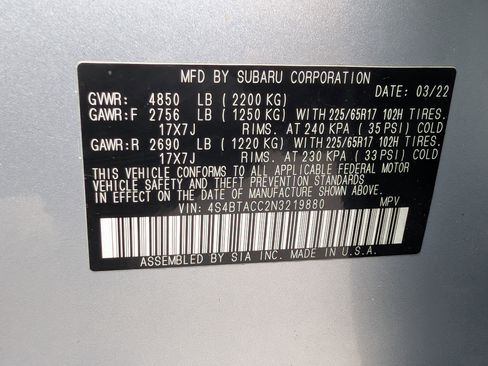 MFD BY SUBARU CORPORATION
DATE: 03/22
GVWR: 4850 LB (2200 KG)
GAWR:F 2756 LB (1250 KG) WITH 225/65R17 102H TIRES.
17X7J RIMS. AT 240 KPA (35 PSI) COLD
GAWR:R 2690 LB (1220 KG) WITH 225/65R17 102H TIRES.
17X7J RIMS. AT 230 KPA (33 PSI) COLD
THIS VEHICLE CONFORMS TO ALL APPLICABLE FEDERAL MOTOR
VEHICLE SAFETY AND THEFT PREVENTION STANDARDS
IN EFFECT ON THE DATE OF MANUFACTURE SHOWN ABOVE.
VIN: 4S4BTACC2N3219880 MPV
ASSEMBLED BY SIA INC. MADE IN U.S.A.